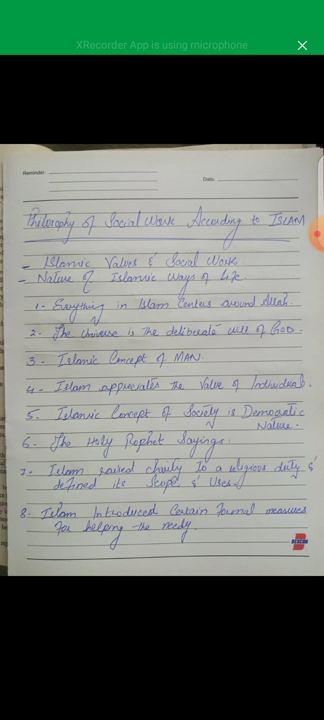 XRecorder App is using microphone
Reminder:
Date:
Philosophy of Social Work According to ISLAM
- Islamic Values & Social Work
- Nature of Islamic Ways of Life.
1- Everything in Islam Centers around Allah.
2- The Universe is the deliberate will of GOD.
3- Islamic Concept of MAN.
4- Islam appreciates the Value of Individual.
5. Islamic Concept of Society is Democratic
Nature.
6- The Holy Prophet Sayings.
7- Islam raised charity to a religious duty &
defined its Scope & Uses.
8- Islam Introduced Certain Formal measures
For helping the needy.
BEACON